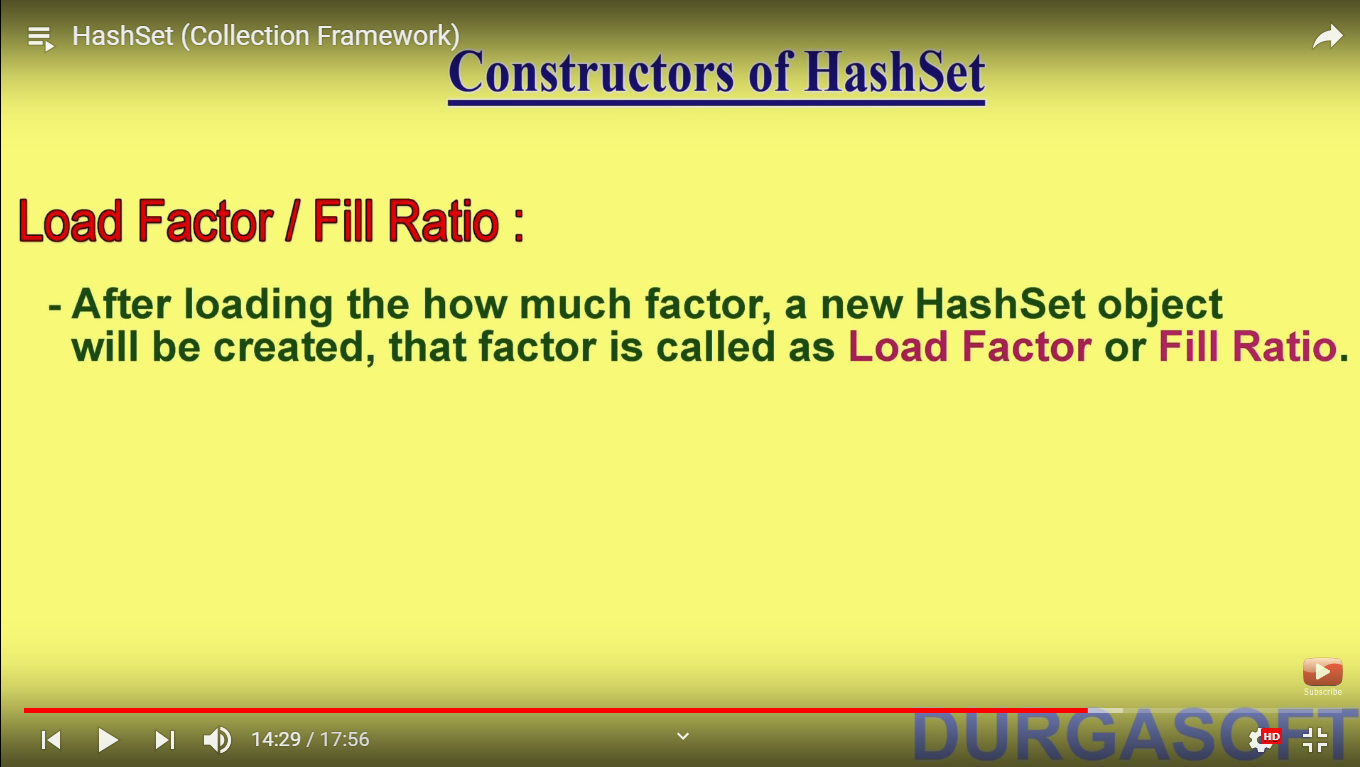 HashSet (Collection Framework)
Constructors of HashSet
Load Factor / Fill Ratio :
- After loading the how much factor, a new HashSet object
will be created, that factor is called as Load Factor or Fill Ratio.
Subscribe
DURGASOFT
14:29 / 17:56
HD